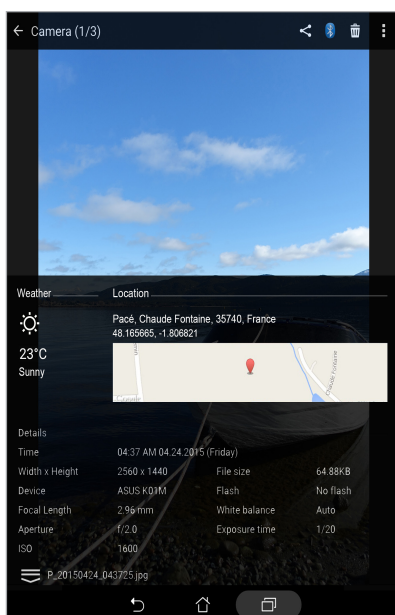 Camera (1/3)
Weather
Location
23°C
Sunny
Pacé, Chaude Fontaine, 35740, France
48.165665, -1.806821
Chaude Fontaine
Details
Time 04:37 AM 04.24.2015 (Friday)
Width x Height 2560 x 1440 File size 64.88KB
Device ASUS K01M Flash No flash
Focal Length 2.96 mm White balance Auto
Aperture f/2.0 Exposure time 1/20
ISO 1600
P_20150424_043725.jpg